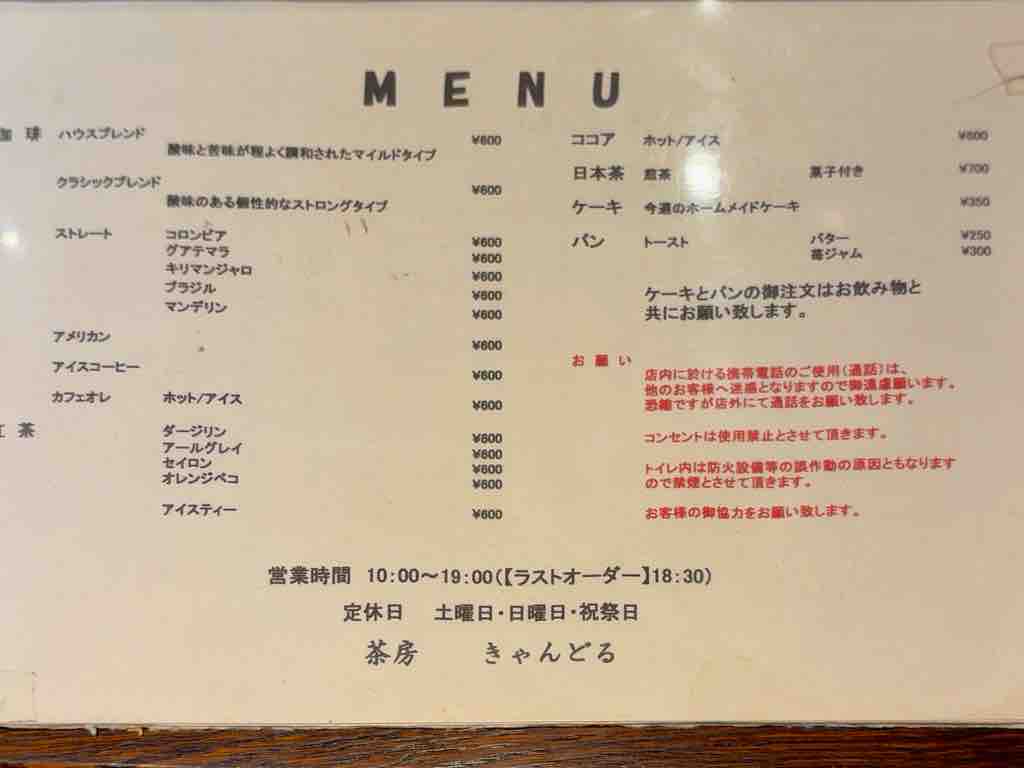 MENU
珈琲 ハウスブレンド ¥600
酸味と苦味が程よく調和されたマイルドタイプ
クラシックブレンド ¥600
酸味のある個性的なストロングタイプ
ストレート コロンビア ¥600
グアテマラ ¥600
キリマンジャロ ¥600
ブラジル ¥600
マンデリン ¥600
アメリカン ¥600
アイスコーヒー ¥600
カフェオレ ホット/アイス ¥600
紅茶 ダージリン ¥600
アールグレイ ¥600
セイロン ¥600
オレンジペコ ¥600
アイスティー ¥600
ココア ホット/アイス ¥600
日本茶 煎茶 菓子付き ¥700
ケーキ 今週のホームメイドケーキ ¥350
パン トースト バター ¥250
苺ジャム ¥300
ケーキとパンの御注文はお飲み物と
共にお願い致します。
お願い 店内に於ける携帯電話のご使用(通話)は、
他のお客様へ迷惑となりますので御遠慮願います。
恐縮ですが店外にて通話をお願い致します。
コンセントは使用禁止とさせて頂きます。
トイレ内は防火設備等の誤作動の原因ともなります
ので禁煙とさせて頂きます。
お客様の御協力をお願い致します。
営業時間 10:00～19:00(【ラストオーダー】18:30)
定休日 土曜日・日曜日・祝祭日
茶房 きゃんどる